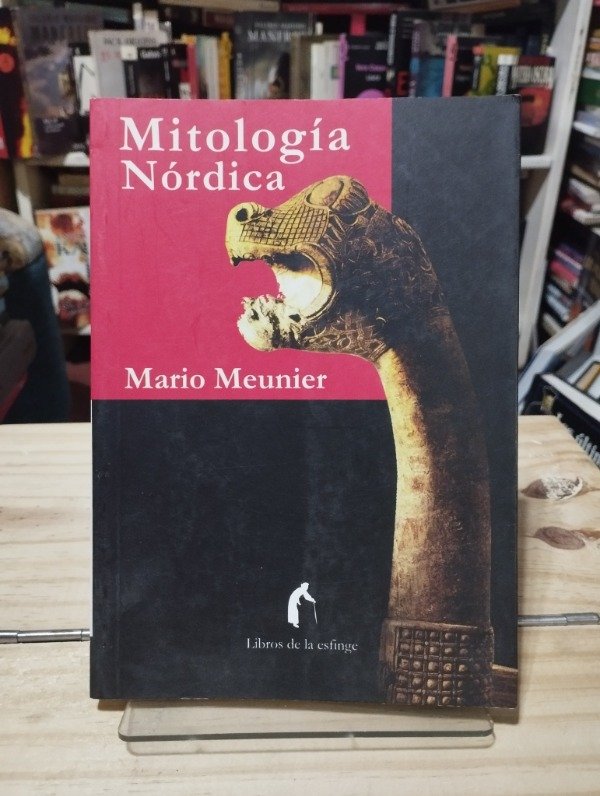 Mitología
Nórdica
Mario Meunier
Libros de la esfinge